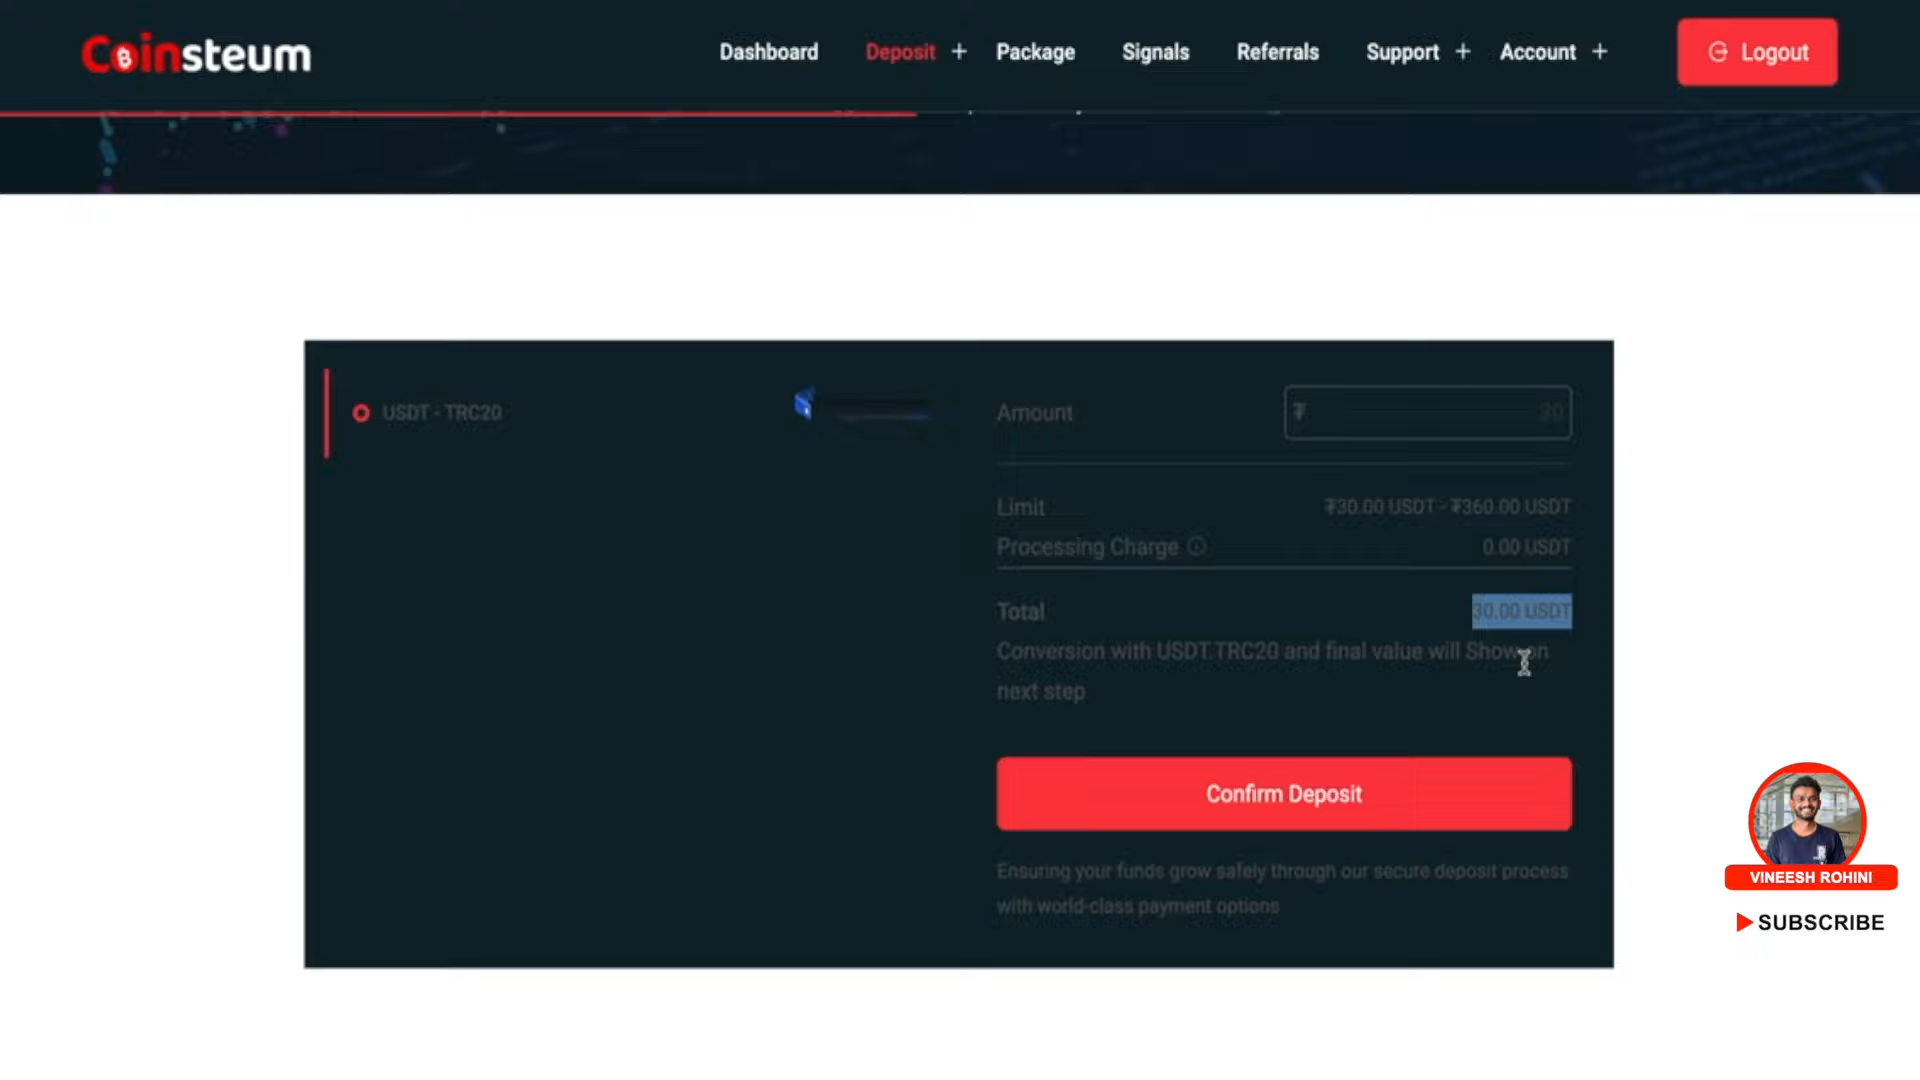 Coinsteum
Dashboard
Deposit +
Package
Signals
Referrals
Support +
Account +
Logout
USDT - TRC20
Amount
₮ 30
Limit ₮30.00 USDT - ₮360.00 USDT
Processing Charge 0.00 USDT
Total 30.00 USDT
Conversion with USDT.TRC20 and final value will Show on
next step
Confirm Deposit
Ensuring your funds grow safely through our secure deposit process
with world-class payment options
VINEESH ROHINI
SUBSCRIBE